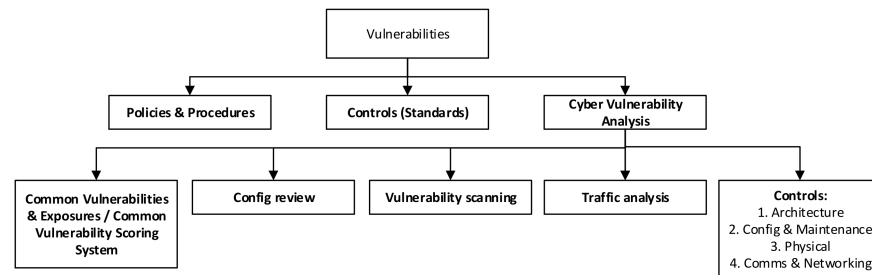 Vulnerabilities
Policies & Procedures
Controls (Standards)
Cyber Vulnerability
Analysis
Common Vulnerabilities
& Exposures / Common
Vulnerability Scoring
System
Config review
Vulnerability scanning
Traffic analysis
Controls:
1. Architecture
2. Config & Maintenance
3. Physical
4. Comms & Networking